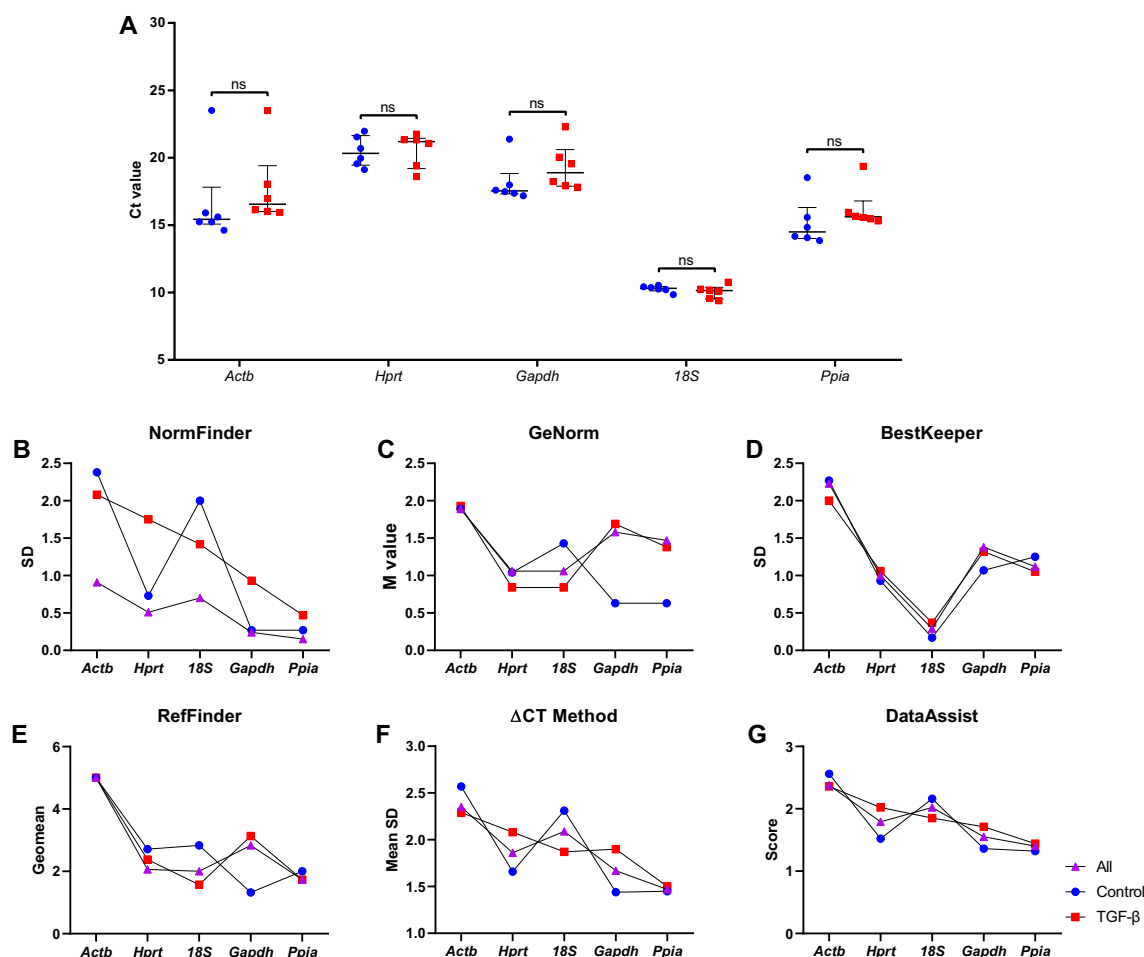 A
30
25
20
15
10
5
Ct value
ns
ns
ns
ns
ns
Actb
Hprt
Gapdh
18S
Ppia
B
NormFinder
2.5
2.0
1.5
1.0
0.5
0.0
SD
Actb
Hprt
18S
Gapdh
Ppia
C
GeNorm
2.5
2.0
1.5
1.0
0.5
0.0
M value
Actb
Hprt
18S
Gapdh
Ppia
D
BestKeeper
2.5
2.0
1.5
1.0
0.5
0.0
SD
Actb
Hprt
18S
Gapdh
Ppia
E
RefFinder
6
4
2
0
Geomean
Actb
Hprt
18S
Gapdh
Ppia
F
ΔCT Method
3.0
2.5
2.0
1.5
1.0
Mean SD
Actb
Hprt
18S
Gapdh
Ppia
G
DataAssist
3
2
1
0
Score
Actb
Hprt
18S
Gapdh
Ppia
All
Control
TGF-β